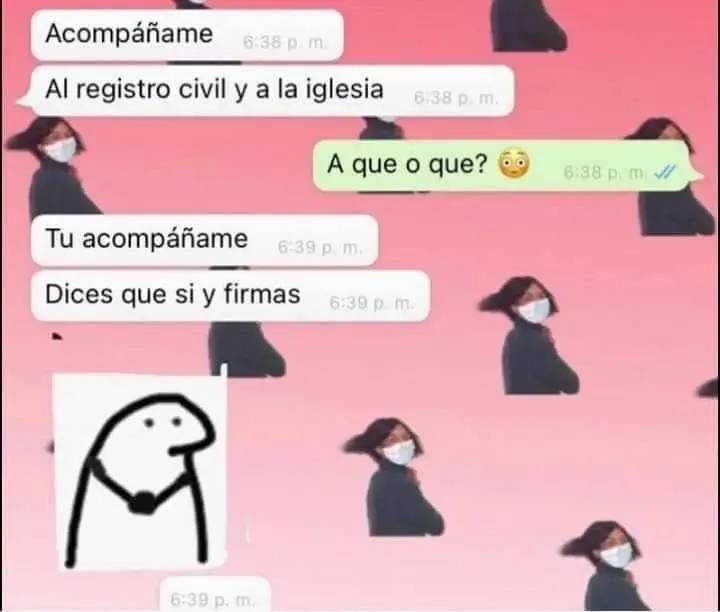 Acompáñame 6:38 p. m.
Al registro civil y a la iglesia 6:38 p. m.
A que o que? 😳 6:38 p. m.
Tu acompáñame 6:39 p. m.
Dices que si y firmas 6:39 p. m.
6:39 p. m.